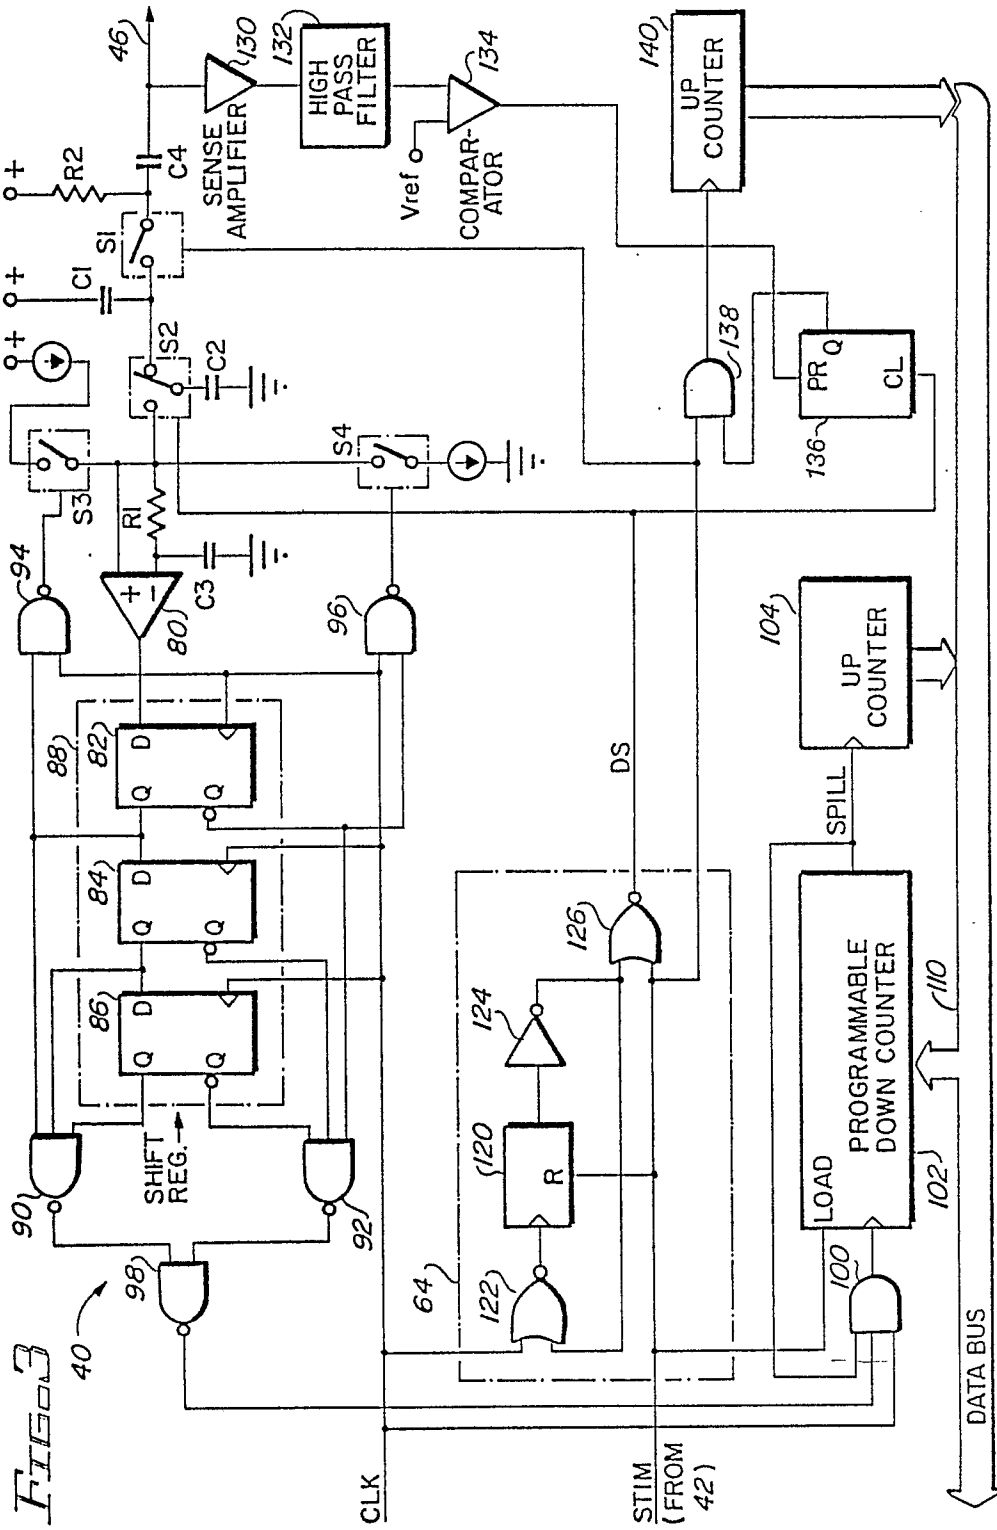 FIG-3
40
46
+
+
+
R2
C4
S1
C1
S2
C2
S3
S4
R1
C3
130
SENSE
AMPLIFIER
132
HIGH
PASS
FILTER
134
Vref
COMPAR-
ATOR
140
UP
COUNTER
138
PR
Q
CL
136
94
+
-
80
96
88
82
D
Q
Q
84
D
Q
Q
86
D
Q
Q
SHIFT
REG.
90
92
98
DS
64
126
124
120
R
122
104
UP
COUNTER
SPILL
PROGRAMMABLE
DOWN COUNTER
LOAD
102
110
100
CLK
STIM
(FROM
42)
DATA BUS